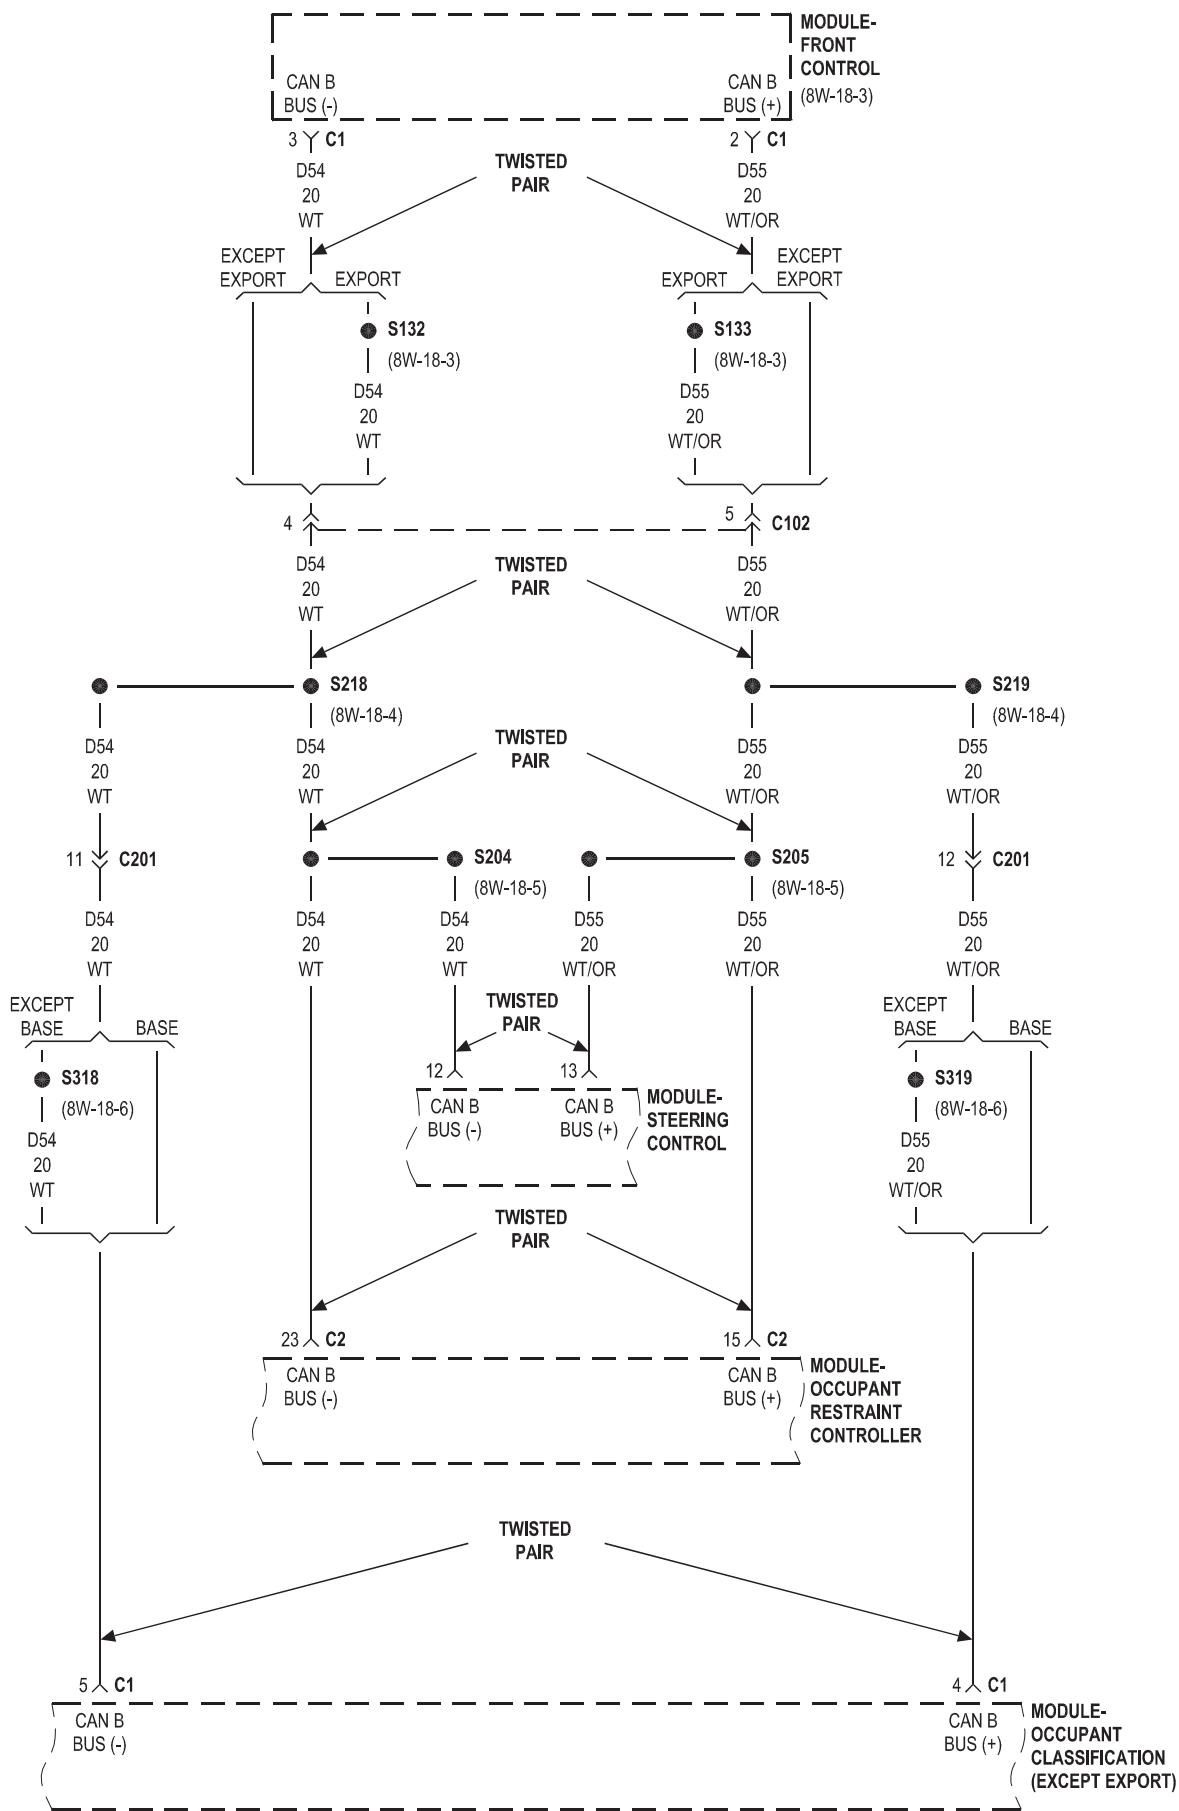 MODULE-
FRONT
CONTROL
(8W-18-3)
CAN B
BUS (-)
CAN B
BUS (+)
3 C1
2 C1
D54
20
WT
TWISTED
PAIR
D55
20
WT/OR
EXCEPT
EXPORT
EXPORT
EXPORT
EXCEPT
EXPORT
S132
(8W-18-3)
S133
(8W-18-3)
D54
20
WT
D55
20
WT/OR
4
5 C102
D54
20
WT
TWISTED
PAIR
D55
20
WT/OR
S218
(8W-18-4)
S219
(8W-18-4)
D54
20
WT
D54
20
WT
TWISTED
PAIR
D55
20
WT/OR
D55
20
WT/OR
11 C201
S204
(8W-18-5)
S205
(8W-18-5)
12 C201
D54
20
WT
D54
20
WT
D54
20
WT
D55
20
WT/OR
D55
20
WT/OR
D55
20
WT/OR
EXCEPT
BASE
BASE
TWISTED
PAIR
EXCEPT
BASE
BASE
S318
(8W-18-6)
12
13
S319
(8W-18-6)
CAN B
BUS (-)
CAN B
BUS (+)
MODULE-
STEERING
CONTROL
D54
20
WT
D55
20
WT/OR
TWISTED
PAIR
23 C2
15 C2
CAN B
BUS (-)
CAN B
BUS (+)
MODULE-
OCCUPANT
RESTRAINT
CONTROLLER
TWISTED
PAIR
5 C1
4 C1
CAN B
BUS (-)
CAN B
BUS (+)
MODULE-
OCCUPANT
CLASSIFICATION
(EXCEPT EXPORT)